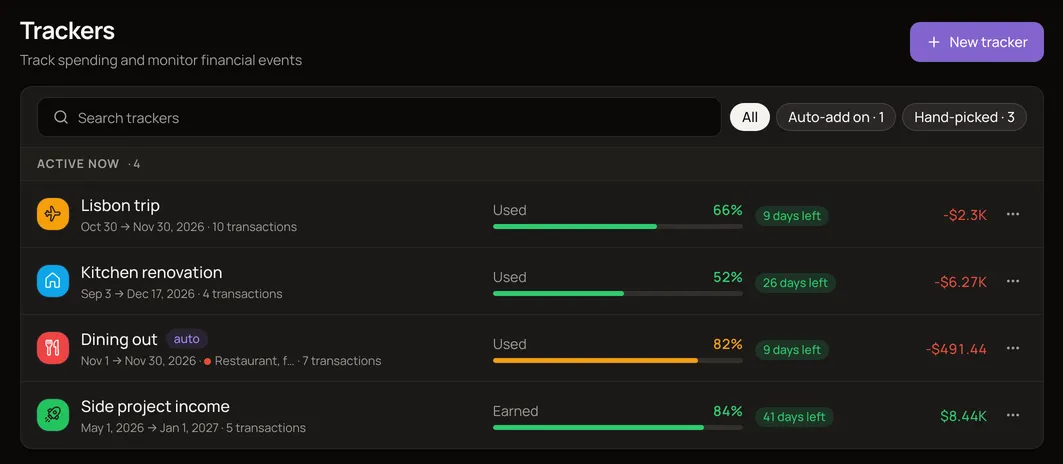 Trackers
Track spending and monitor financial events
+ New tracker
Search trackers
All
Auto-add on · 1
Hand-picked · 3
ACTIVE NOW · 4
Lisbon trip
Oct 30 → Nov 30, 2026 · 10 transactions
Used 66%
9 days left
-$2.3K
Kitchen renovation
Sep 3 → Dec 17, 2026 · 4 transactions
Used 52%
26 days left
-$6.27K
Dining out auto
Nov 1 → Nov 30, 2026 · Restaurant, f... · 7 transactions
Used 82%
9 days left
-$491.44
Side project income
May 1, 2026 → Jan 1, 2027 · 5 transactions
Earned 84%
41 days left
$8.44K